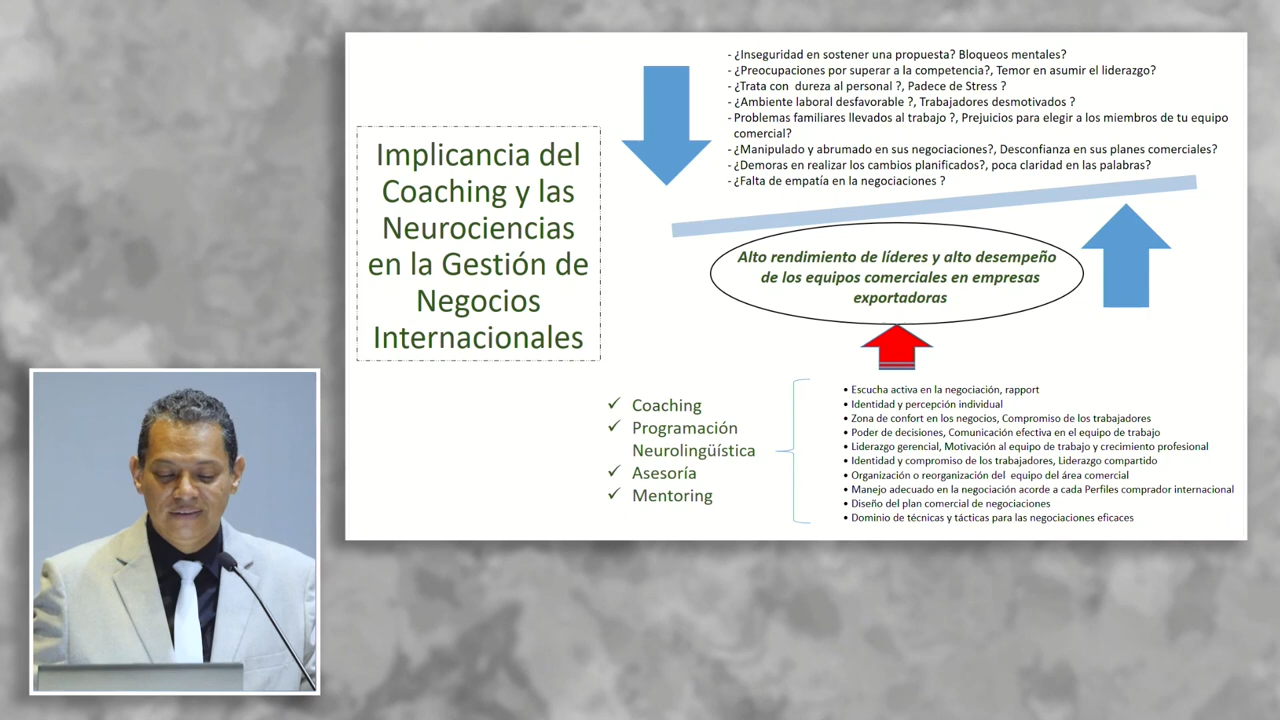 Implicancia del
Coaching y las
Neurociencias
en la Gestión de
Negocios
Internacionales
- ¿Inseguridad en sostener una propuesta? Bloqueos mentales?
- ¿Preocupaciones por superar a la competencia?, Temor en asumir el liderazgo?
- ¿Trata con dureza al personal ?, Padece de Stress ?
- ¿Ambiente laboral desfavorable ?, Trabajadores desmotivados ?
- Problemas familiares llevados al trabajo ?, Prejuicios para elegir a los miembros de tu equipo
comercial?
- ¿Manipulado y abrumado en sus negociaciones?, Desconfianza en sus planes comerciales?
- ¿Demoras en realizar los cambios planificados?, poca claridad en las palabras?
- ¿Falta de empatía en la negociaciones ?
Alto rendimiento de líderes y alto desempeño
de los equipos comerciales en empresas
exportadoras
✓ Coaching
✓ Programación
Neurolingüística
✓ Asesoría
✓ Mentoring
• Escucha activa en la negociación, rapport
• Identidad y percepción individual
• Zona de confort en los negocios, Compromiso de los trabajadores
• Poder de decisiones, Comunicación efectiva en el equipo de trabajo
• Liderazgo gerencial, Motivación al equipo de trabajo y crecimiento profesional
• Identidad y compromiso de los trabajadores, Liderazgo compartido
• Organización o reorganización del equipo del área comercial
• Manejo adecuado en la negociación acorde a cada Perfiles comprador internacional
• Diseño del plan comercial de negociaciones
• Dominio de técnicas y tácticas para las negociaciones eficaces